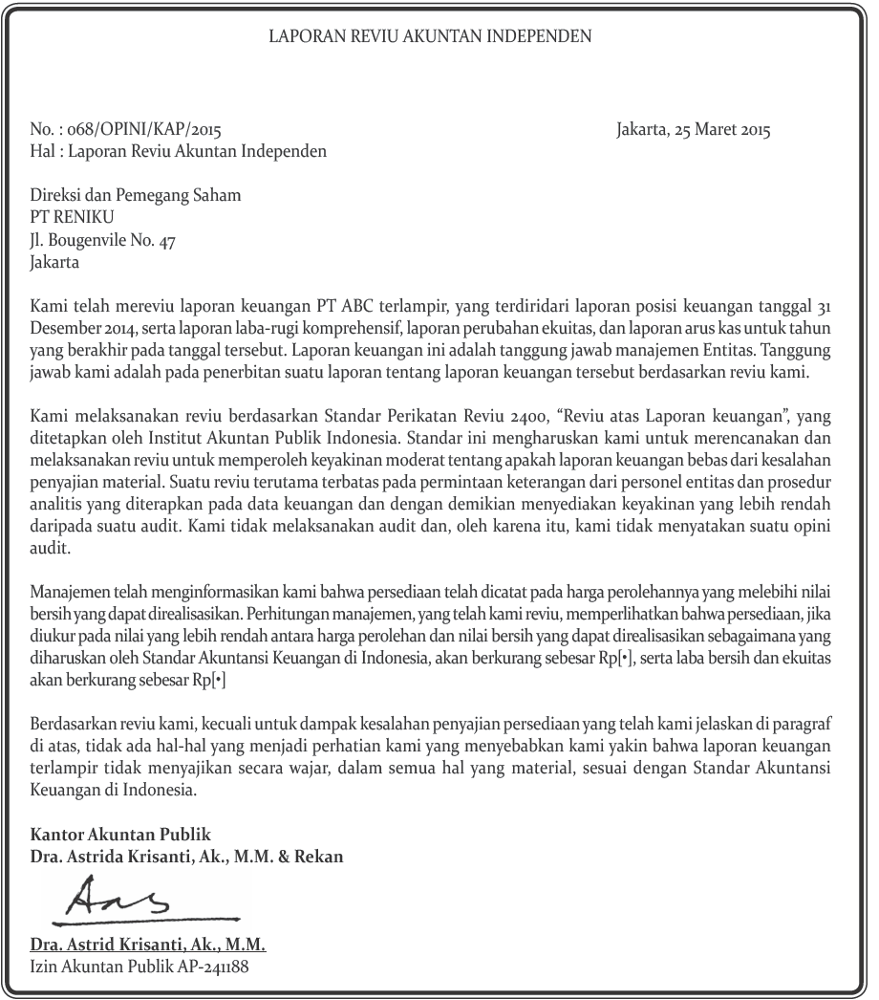 LAPORAN REVIU AKUNTAN INDEPENDEN
No. : 068/OPINI/KAP/2015 Jakarta, 25 Maret 2015
Hal : Laporan Reviu Akuntan Independen
Direksi dan Pemegang Saham
PT RENIKU
Jl. Bougenvile No. 47
Jakarta
Kami telah mereviu laporan keuangan PT ABC terlampir, yang terdiridari laporan posisi keuangan tanggal 31
Desember 2014, serta laporan laba-rugi komprehensif, laporan perubahan ekuitas, dan laporan arus kas untuk tahun
yang berakhir pada tanggal tersebut. Laporan keuangan ini adalah tanggung jawab manajemen Entitas. Tanggung
jawab kami adalah pada penerbitan suatu laporan tentang laporan keuangan tersebut berdasarkan reviu kami.
Kami melaksanakan reviu berdasarkan Standar Perikatan Reviu 2400, “Reviu atas Laporan keuangan”, yang
ditetapkan oleh Institut Akuntan Publik Indonesia. Standar ini mengharuskan kami untuk merencanakan dan
melaksanakan reviu untuk memperoleh keyakinan moderat tentang apakah laporan keuangan bebas dari kesalahan
penyajian material. Suatu reviu terutama terbatas pada permintaan keterangan dari personel entitas dan prosedur
analitis yang diterapkan pada data keuangan dan dengan demikian menyediakan keyakinan yang lebih rendah
daripada suatu audit. Kami tidak melaksanakan audit dan, oleh karena itu, kami tidak menyatakan suatu opini
audit.
Manajemen telah menginformasikan kami bahwa persediaan telah dicatat pada harga perolehannya yang melebihi nilai
bersih yang dapat direalisasikan. Perhitungan manajemen, yang telah kami reviu, memperlihatkan bahwa persediaan, jika
diukur pada nilai yang lebih rendah antara harga perolehan dan nilai bersih yang dapat direalisasikan sebagaimana yang
diharuskan oleh Standar Akuntansi Keuangan di Indonesia, akan berkurang sebesar Rp[•], serta laba bersih dan ekuitas
akan berkurang sebesar Rp[•]
Berdasarkan reviu kami, kecuali untuk dampak kesalahan penyajian persediaan yang telah kami jelaskan di paragraf
di atas, tidak ada hal-hal yang menjadi perhatian kami yang menyebabkan kami yakin bahwa laporan keuangan
terlampir tidak menyajikan secara wajar, dalam semua hal yang material, sesuai dengan Standar Akuntansi
Keuangan di Indonesia.
Kantor Akuntan Publik
Dra. Astrida Krisanti, Ak., M.M. & Rekan
Dra. Astrid Krisanti, Ak., M.M.
Izin Akuntan Publik AP-241188